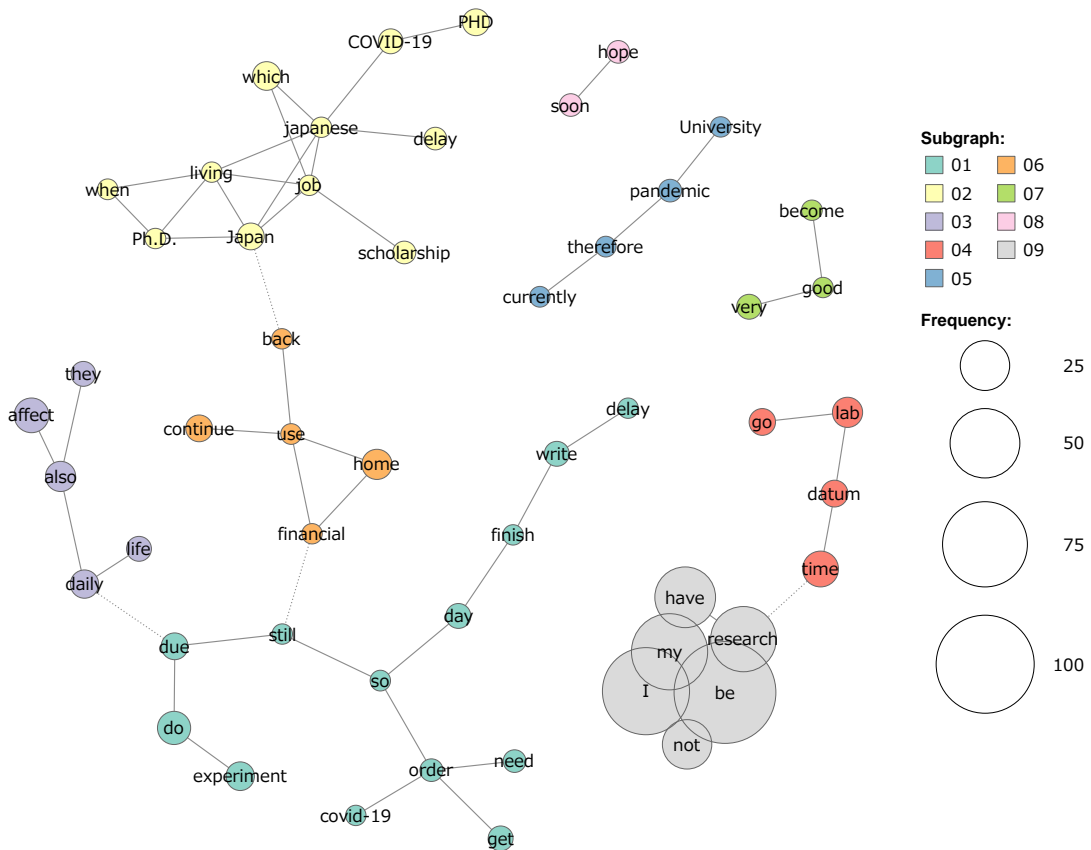 PHD
COVID-19
hope
which
soon
japanese
University
delay
living
job
when
pandemic
become
Ph.D.
Japan
scholarship
therefore
currently
good
very
back
they
affect
continue
use
home
also
financial
life
daily
delay
write
finish
day
due
still
so
do
experiment
order
need
covid-19
get
go
lab
datum
time
have
research
my
I
be
not
Subgraph:
01 06
02 07
03 08
04 09
05
Frequency:
25
50
75
100